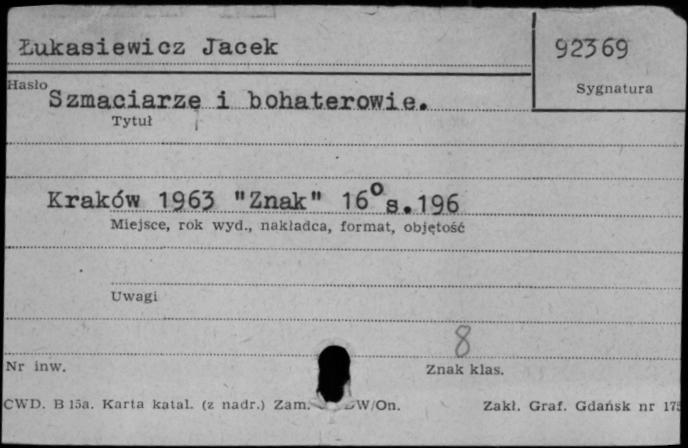 Łukasiewicz Jacek
92369
Hasło
Sygnatura
Szmaciarze i bohaterowie.
Tytuł
Kraków 1963 "Znak" 16° s.196
Miejsce, rok wyd., nakładca, format, objętość
Uwagi
8
Nr inw.
Znak klas.
CWD. B 15a. Karta katal. (z nadr.) Zam. W/On.
Zakł. Graf. Gdańsk nr 175